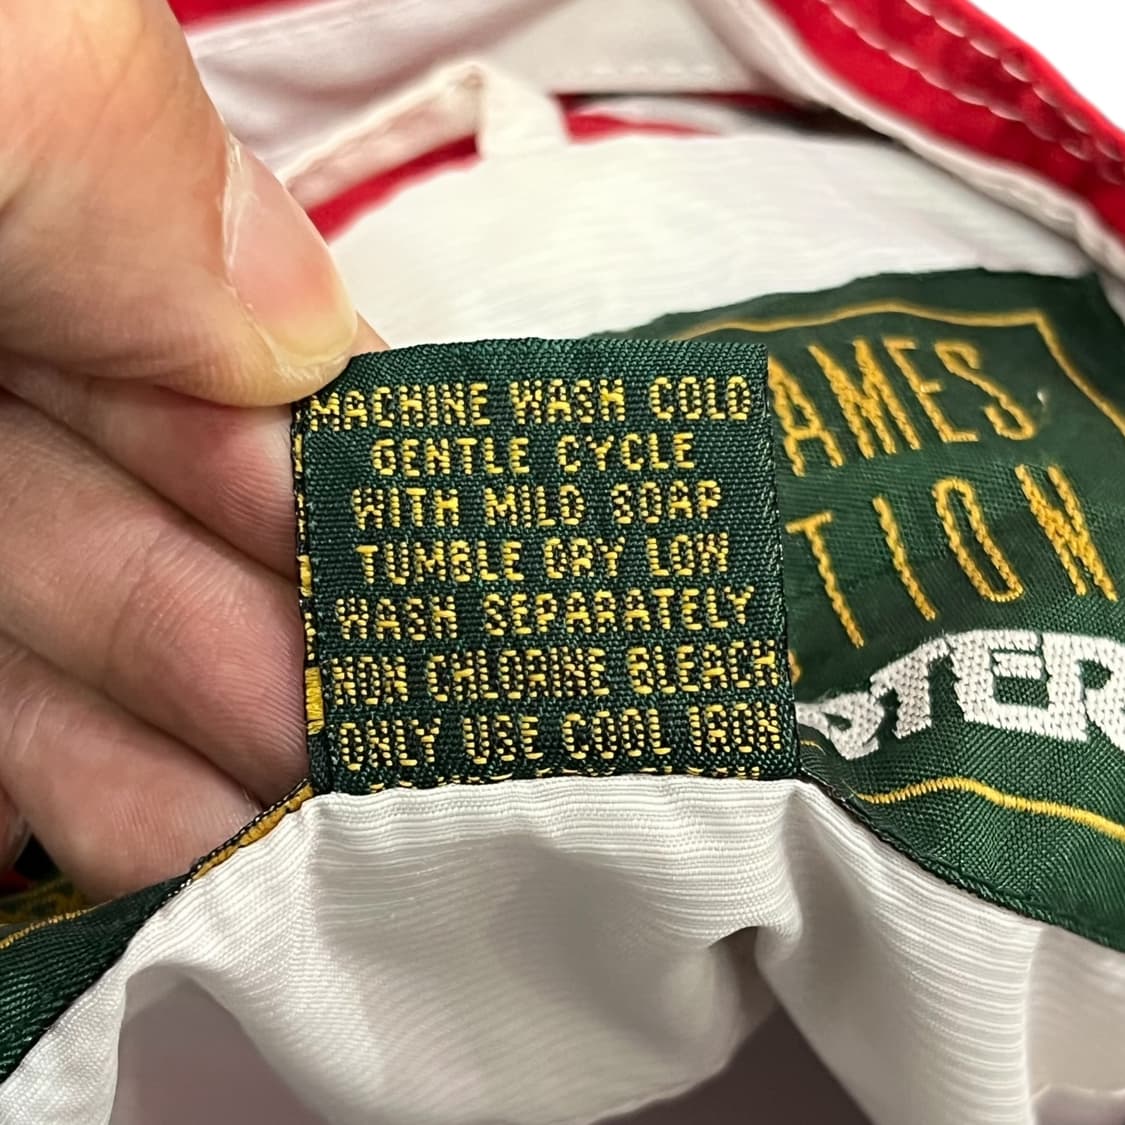 MACHINE WASH COLD
GENTLE CYCLE
WITH MILD SOAP
TUMBLE DRY LOW
WASH SEPARATELY
NON CHLORINE BLEACH
ONLY USE COOL IRON
AMES
TION